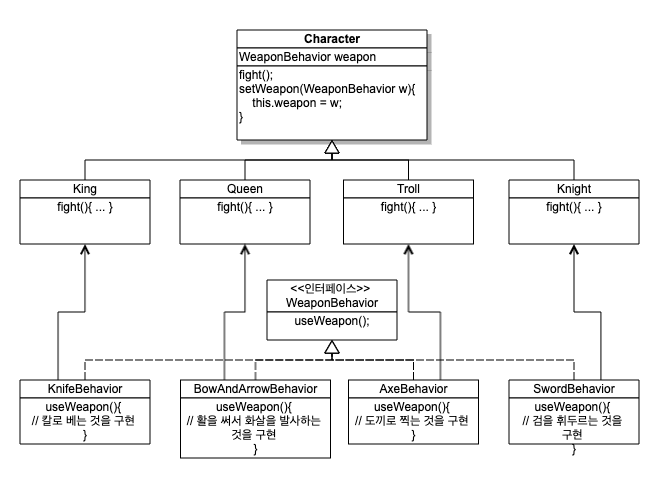 Character
WeaponBehavior weapon
fight();
setWeapon(WeaponBehavior w){
this.weapon = w;
}
King
fight(){ ... }
Queen
fight(){ ... }
Troll
fight(){ ... }
Knight
fight(){ ... }
<<인터페이스>>
WeaponBehavior
useWeapon();
KnifeBehavior
useWeapon(){
// 칼로 베는 것을 구현
}
BowAndArrowBehavior
useWeapon(){
// 활을 써서 화살을 발사하는
것을 구현
}
AxeBehavior
useWeapon(){
// 도끼로 찍는 것을 구현
}
SwordBehavior
useWeapon(){
// 검을 휘두르는 것을
구현
}